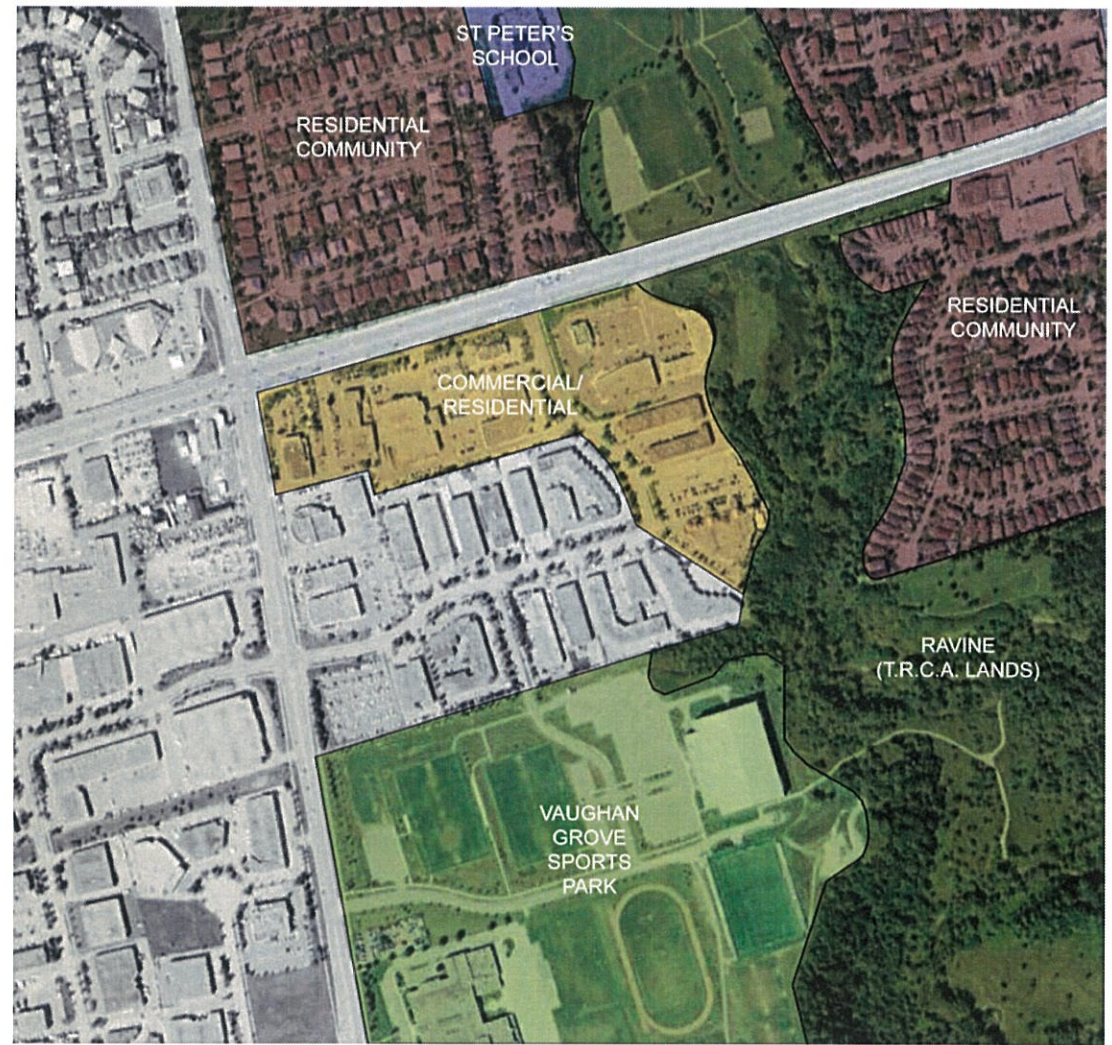 ST PETER'S
SCHOOL
RESIDENTIAL
COMMUNITY
RESIDENTIAL
COMMUNITY
COMMERCIAL/
RESIDENTIAL
RAVINE
(T.R.C.A. LANDS)
VAUGHAN
GROVE
SPORTS
PARK